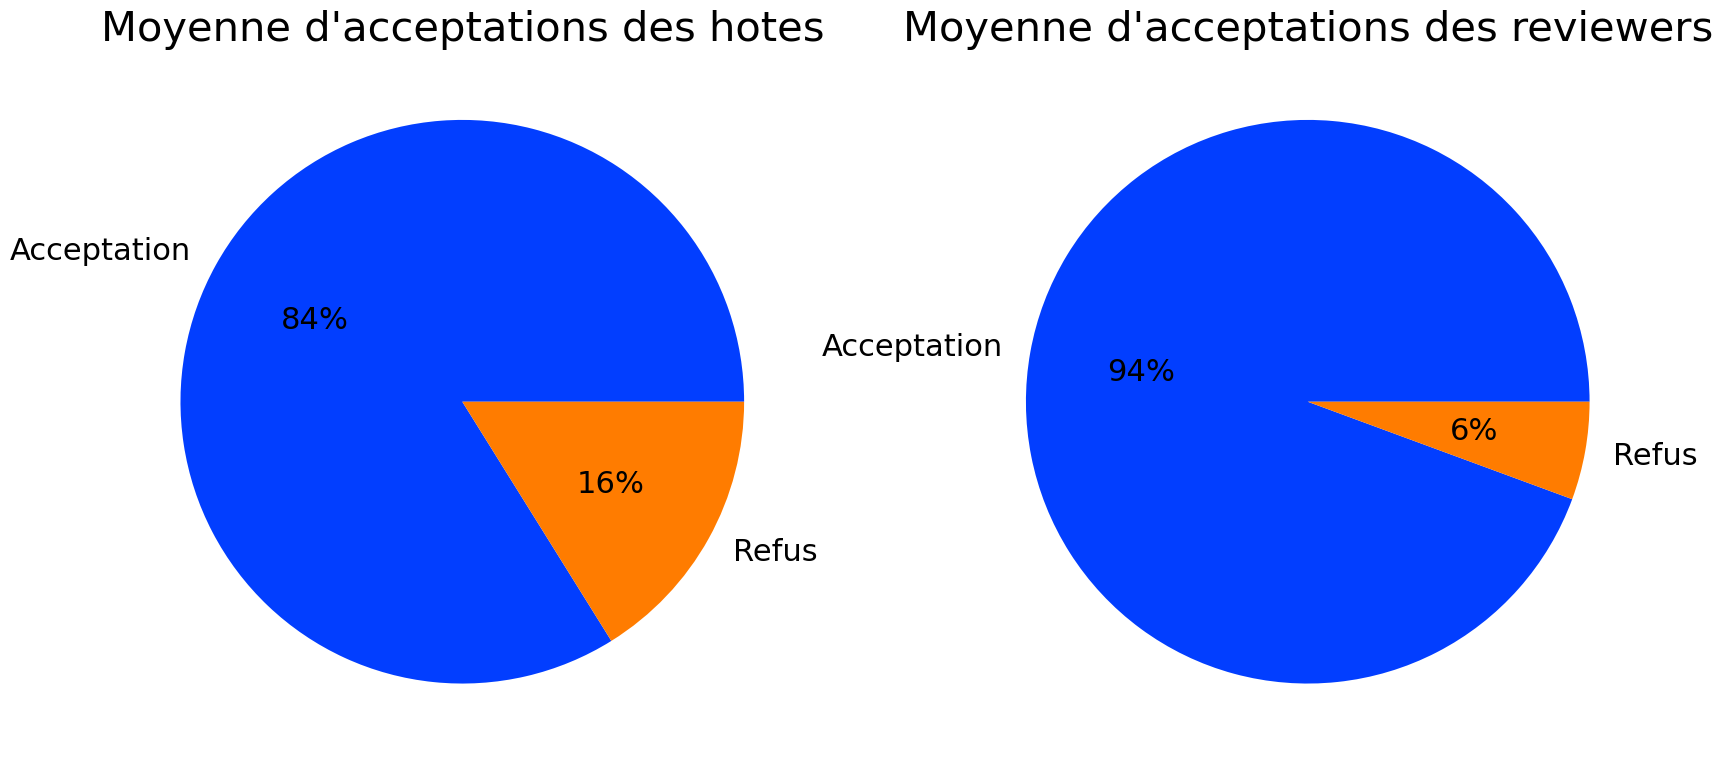 Moyenne d'acceptations des hotes
Acceptation
84%
16%
Refus
Moyenne d'acceptations des reviewers
Acceptation
94%
6%
Refus